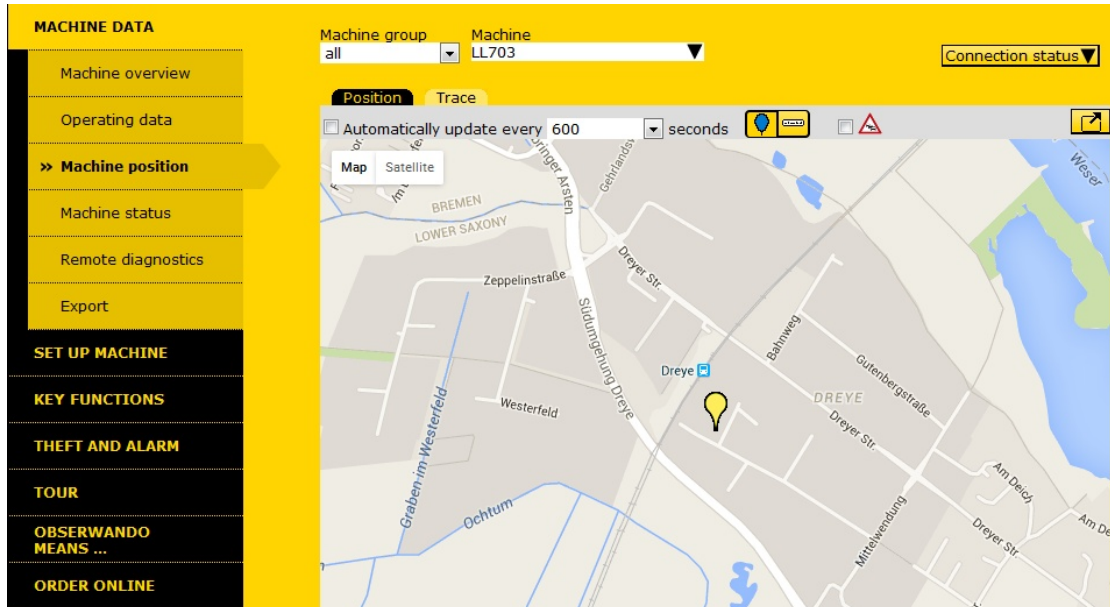 MACHINE DATA
Machine overview
Operating data
» Machine position
Machine status
Remote diagnostics
Export
SET UP MACHINE
KEY FUNCTIONS
THEFT AND ALARM
TOUR
OBSERWANDO
MEANS ...
ORDER ONLINE
Machine group
Machine
all
LL703
Connection status
Position
Trace
Automatically update every 600 seconds
Map
Satellite
BREMEN
LOWER SAXONY
Arsten
Weser
Zeppelinstraße
Dreyer Str.
Südumgehung Dreye
Bahnweg
Dreye
Gutenbergstraße
DREYE
Westerfeld
Dreyer Str.
Graben im Westerfeld
Ochtum
Am Deich
Mittelwendung
Dreyer Str.